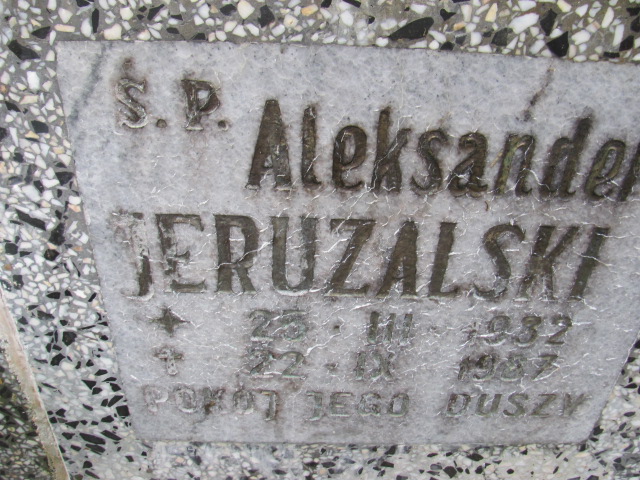 Ś.P. Aleksander
JERUZALSKI
25 · III · 1932
22 · IX 1987
POKÓJ JEGO DUSZY